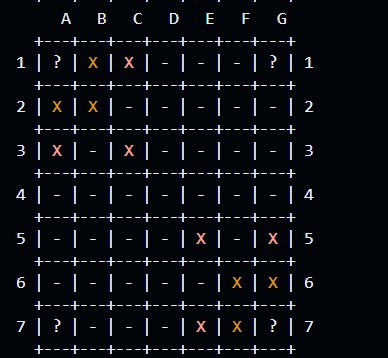 A B C D E F G
+---+---+---+---+---+---+---+
1 | ? | X | X | - | - | - | ? | 1
+---+---+---+---+---+---+---+
2 | X | X | - | - | - | - | - | 2
+---+---+---+---+---+---+---+
3 | X | - | X | - | - | - | - | 3
+---+---+---+---+---+---+---+
4 | - | - | - | - | - | - | - | 4
+---+---+---+---+---+---+---+
5 | - | - | - | - | X | - | X | 5
+---+---+---+---+---+---+---+
6 | - | - | - | - | - | X | X | 6
+---+---+---+---+---+---+---+
7 | ? | - | - | - | X | X | ? | 7
+---+---+---+---+---+---+---+